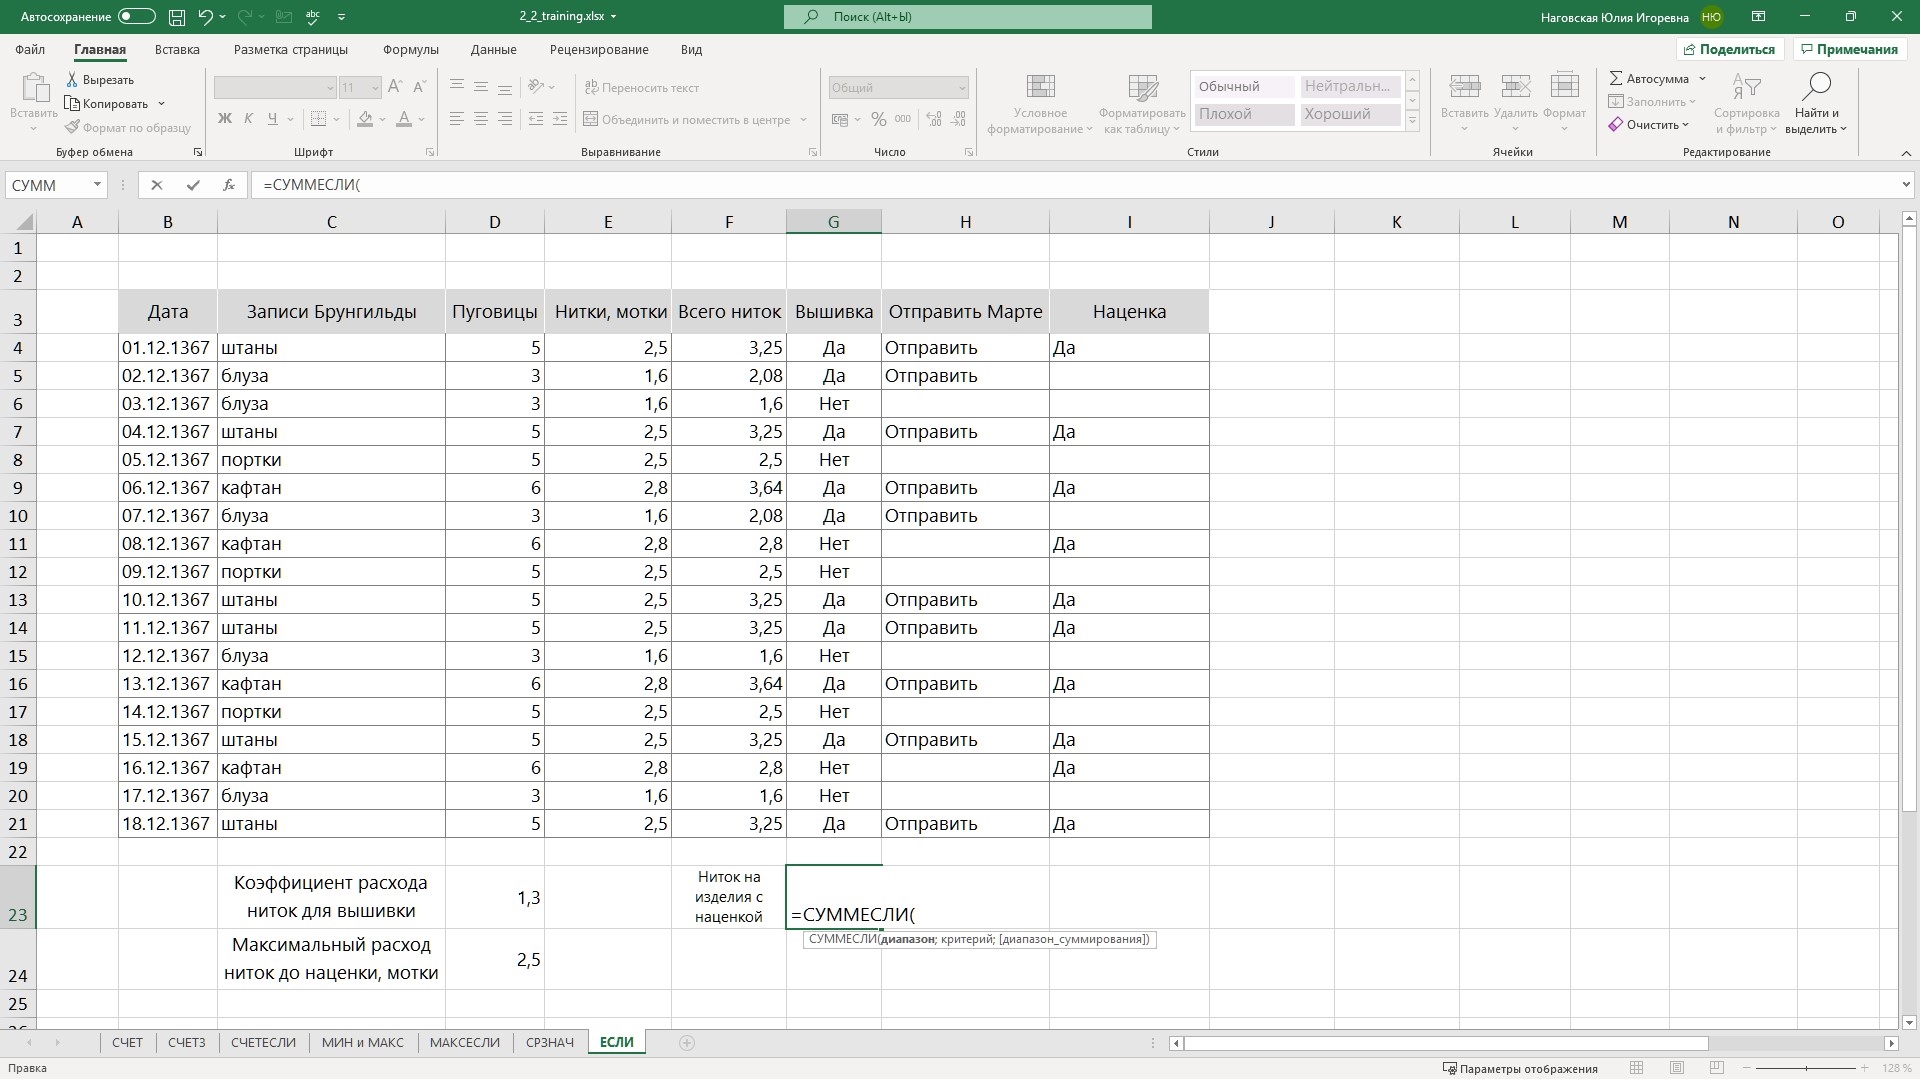 Автосохранение 2_2_training.xlsx Поиск (Alt+Ы) Наговская Юлия Игоревна НЮ
Файл Главная Вставка Разметка страницы Формулы Данные Рецензирование Вид Поделиться Примечания
Вставить Вырезать Копировать Формат по образцу
Буфер обмена
11 Ж К Ч
Шрифт
Переносить текст
Объединить и поместить в центре
Выравнивание
Общий
% 000
Число
Условное форматирование
Форматировать как таблицу
Обычный Нейтральн...
Плохой Хороший
Стили
Вставить Удалить Формат
Ячейки
Автосумма
Заполнить
Очистить
Сортировка и фильтр
Найти и выделить
Редактирование
СУММ fx =СУММЕСЛИ(
A B C D E F G H I J K L M N O
1
2
3 Дата Записи Брунгильды Пуговицы Нитки, мотки Всего ниток Вышивка Отправить Марте Наценка
4 01.12.1367 штаны 5 2,5 3,25 Да Отправить Да
5 02.12.1367 блуза 3 1,6 2,08 Да Отправить
6 03.12.1367 блуза 3 1,6 1,6 Нет
7 04.12.1367 штаны 5 2,5 3,25 Да Отправить Да
8 05.12.1367 портки 5 2,5 2,5 Нет
9 06.12.1367 кафтан 6 2,8 3,64 Да Отправить Да
10 07.12.1367 блуза 3 1,6 2,08 Да Отправить
11 08.12.1367 кафтан 6 2,8 2,8 Нет Да
12 09.12.1367 портки 5 2,5 2,5 Нет
13 10.12.1367 штаны 5 2,5 3,25 Да Отправить Да
14 11.12.1367 штаны 5 2,5 3,25 Да Отправить Да
15 12.12.1367 блуза 3 1,6 1,6 Нет
16 13.12.1367 кафтан 6 2,8 3,64 Да Отправить Да
17 14.12.1367 портки 5 2,5 2,5 Нет
18 15.12.1367 штаны 5 2,5 3,25 Да Отправить Да
19 16.12.1367 кафтан 6 2,8 2,8 Нет Да
20 17.12.1367 блуза 3 1,6 1,6 Нет
21 18.12.1367 штаны 5 2,5 3,25 Да Отправить Да
22
23 Коэффициент расхода
ниток для вышивки
1,3
Ниток на
изделия с
наценкой
=СУММЕСЛИ(
СУММЕСЛИ(диапазон; критерий; [диапазон_суммирования])
24 Максимальный расход
ниток до наценки, мотки
2,5
25
СЧЕТ СЧЕТЗ СЧЕТЕСЛИ МИН и МАКС МАКСЕСЛИ СРЗНАЧ ЕСЛИ
Правка Параметры отображения 128 %